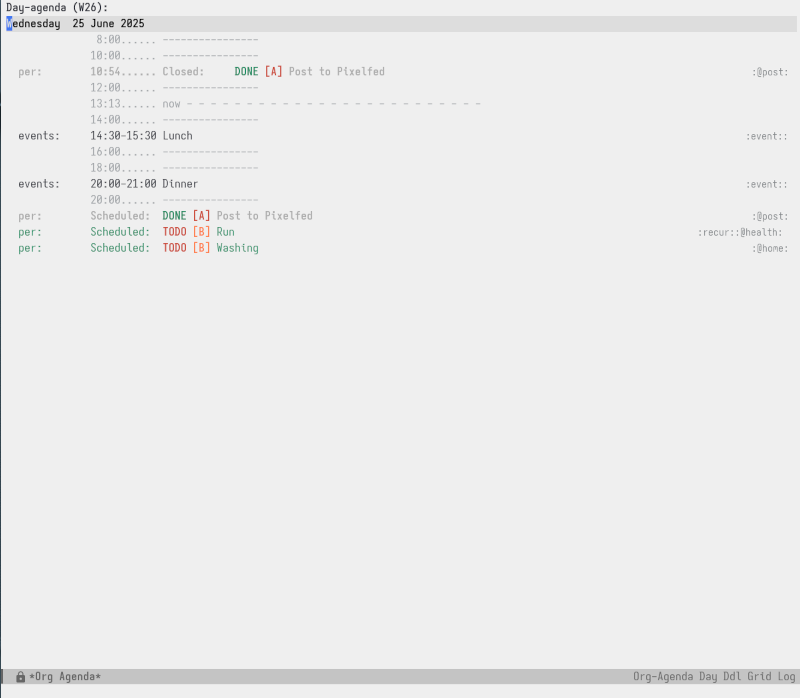 Day-agenda (W26):
Wednesday  25 June 2025
               8:00...... ----------------
              10:00...... ----------------
  per:        10:54...... Closed:     DONE [A] Post to Pixelfed                                                             :@post:
              12:00...... ----------------
              13:13...... now - - - - - - - - - - - - - - - - - - - - - - - - -
              14:00...... ----------------
  events:     14:30-15:30 Lunch                                                                                            :event::
              16:00...... ----------------
              18:00...... ----------------
  events:     20:00-21:00 Dinner                                                                                           :event::
              20:00...... ----------------
  per:        Scheduled:  DONE [A] Post to Pixelfed                                                                         :@post:
  per:        Scheduled:  TODO [B] Run                                                                             :recur::@health:
  per:        Scheduled:  TODO [B] Washing                                                                                  :@home:
*Org Agenda*                                                                                          Org-Agenda Day Ddl Grid Log